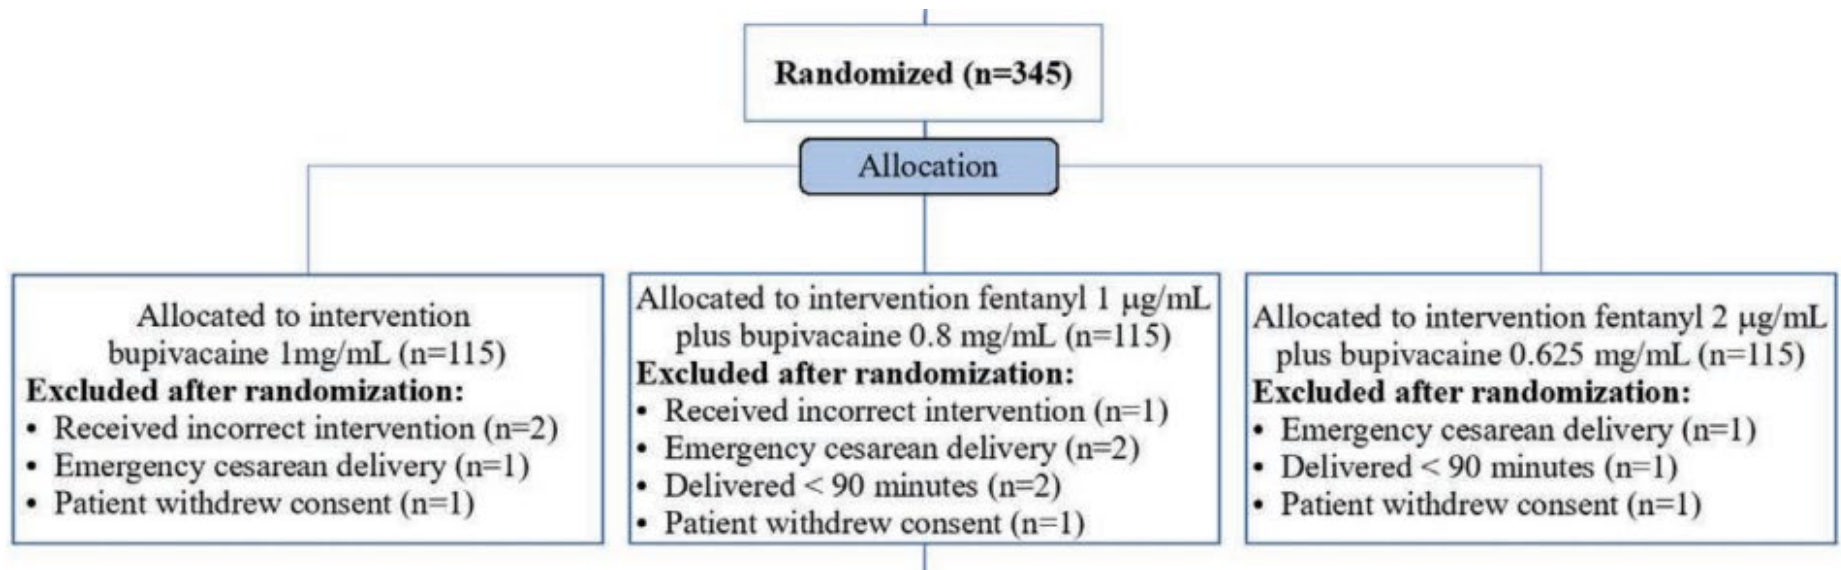 Randomized (n=345)
Allocation
Allocated to intervention
bupivacaine 1mg/mL (n=115)
Excluded after randomization:
• Received incorrect intervention (n=2)
• Emergency cesarean delivery (n=1)
• Patient withdrew consent (n=1)
Allocated to intervention fentanyl 1 μg/mL
plus bupivacaine 0.8 mg/mL (n=115)
Excluded after randomization:
• Received incorrect intervention (n=1)
• Emergency cesarean delivery (n=2)
• Delivered < 90 minutes (n=2)
• Patient withdrew consent (n=1)
Allocated to intervention fentanyl 2 μg/mL
plus bupivacaine 0.625 mg/mL (n=115)
Excluded after randomization:
• Emergency cesarean delivery (n=1)
• Delivered < 90 minutes (n=1)
• Patient withdrew consent (n=1)